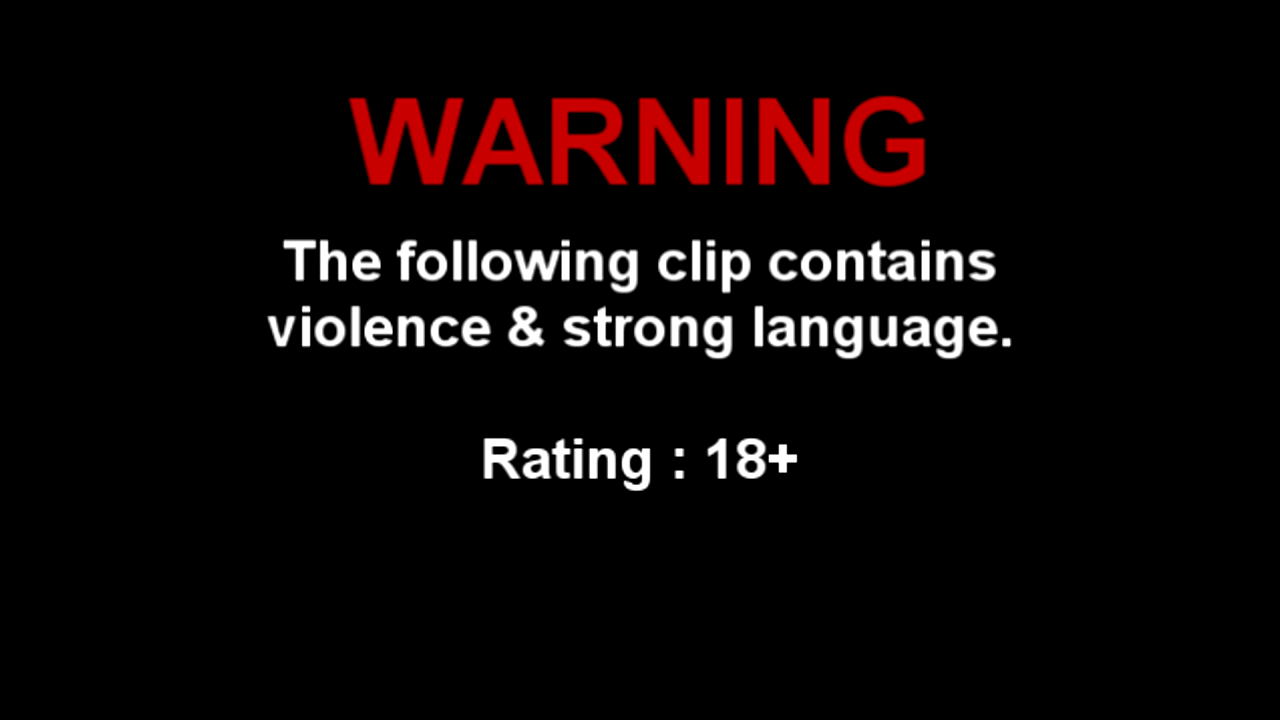 WARNING
The following clip contains
violence & strong language.
Rating : 18+